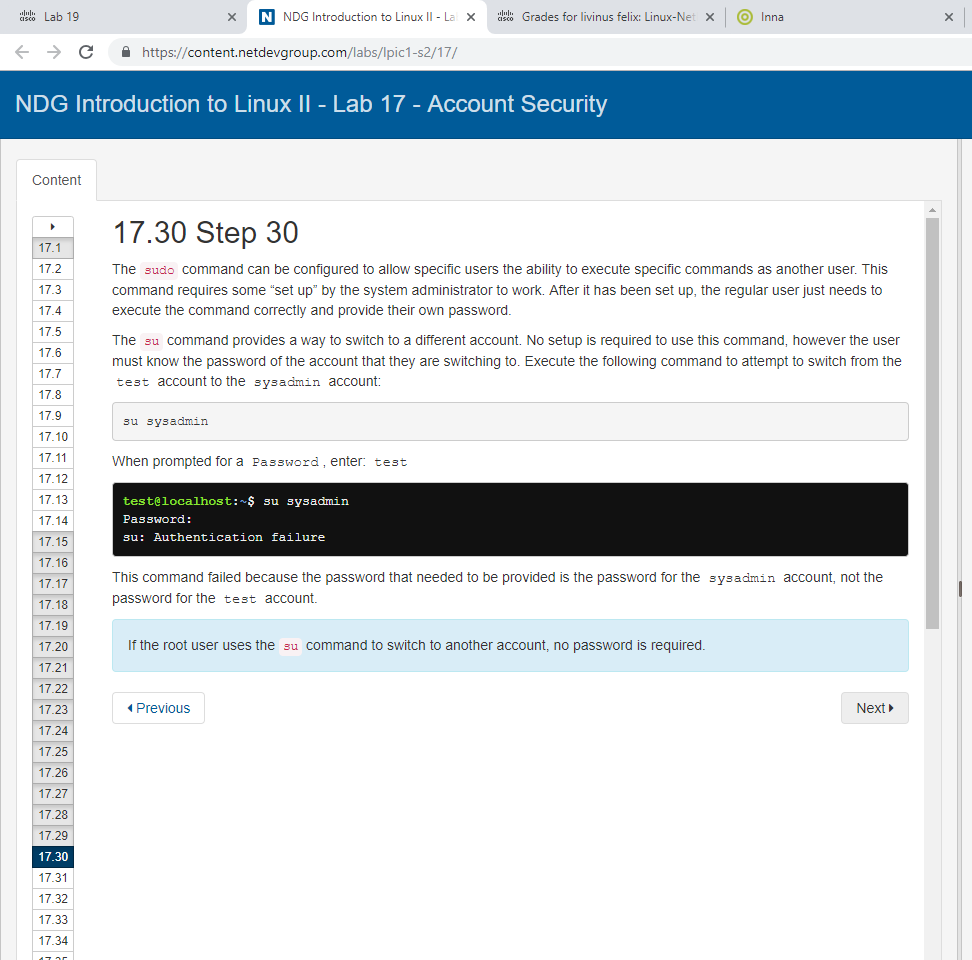 Lab 19
NDG Introduction to Linux II - La
Grades for livinus felix: Linux-Net
Inna
https://content.netdevgroup.com/labs/lpic1-s2/17/
NDG Introduction to Linux II - Lab 17 - Account Security
Content
17.1
17.2
17.3
17.4
17.5
17.6
17.7
17.8
17.9
17.10
17.11
17.12
17.13
17.14
17.15
17.16
17.17
17.18
17.19
17.20
17.21
17.22
17.23
17.24
17.25
17.26
17.27
17.28
17.29
17.30
17.31
17.32
17.33
17.34
17.35
17.30 Step 30
The sudo command can be configured to allow specific users the ability to execute specific commands as another user. This
command requires some “set up” by the system administrator to work. After it has been set up, the regular user just needs to
execute the command correctly and provide their own password.
The su command provides a way to switch to a different account. No setup is required to use this command, however the user
must know the password of the account that they are switching to. Execute the following command to attempt to switch from the
test account to the sysadmin account:
su sysadmin
When prompted for a Password, enter: test
test@localhost:~$ su sysadmin
Password:
su: Authentication failure
This command failed because the password that needed to be provided is the password for the sysadmin account, not the
password for the test account.
If the root user uses the su command to switch to another account, no password is required.
Previous
Next